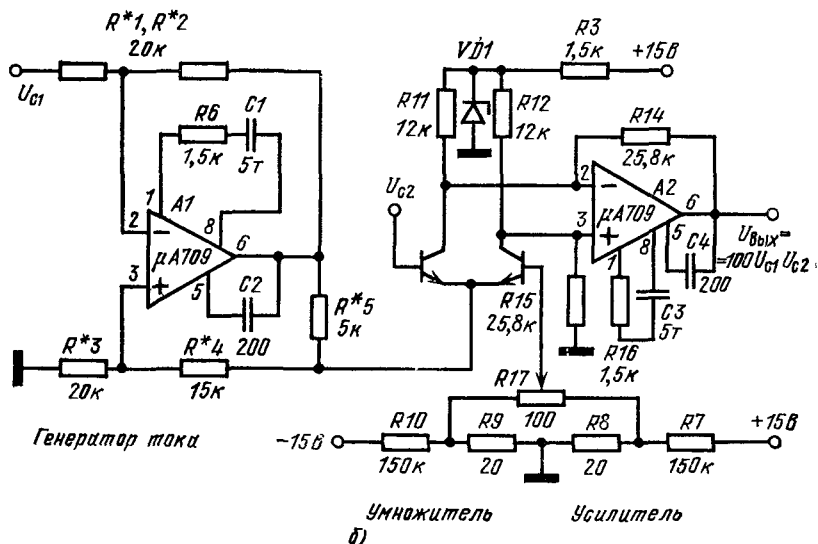 R*1, R*2
20к
Uс1
R6
1,5к
C1
5т
1
2
3
A1
8
6
5
μA709
C2
200
R*5
5к
R*3
20к
R*4
15к
Генератор тока
VD1
R3
1,5к
+15в
R11
12к
R12
12к
R14
25,8к
Uс2
2
3
A2
6
μA709
1
8
5
C4
200
Uвых=
=100Uс1 Uс2.
R15
25,8к
C3
5т
R16
1,5к
R17
100
-15в
R10
150к
R9
20
R8
20
R7
150к
+15в
Умножитель
Усилитель
б)